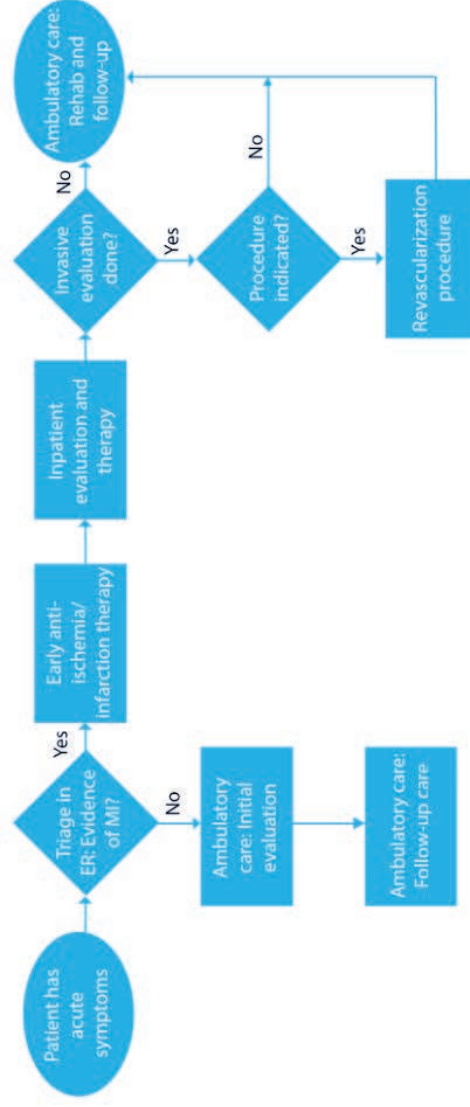 Patient has
acute
symptoms
Triage in
ER: Evidence
of MI?
Yes
No
Early anti-
ischemia/
infarction therapy
Inpatient
evaluation and
therapy
Invasive
evaluation
done?
No
Yes
Ambulatory care:
Rehab and
follow-up
Ambulatory
care: Initial
evaluation
Procedure
indicated?
No
Yes
Ambulatory care:
Follow-up care
Revascularization
procedure